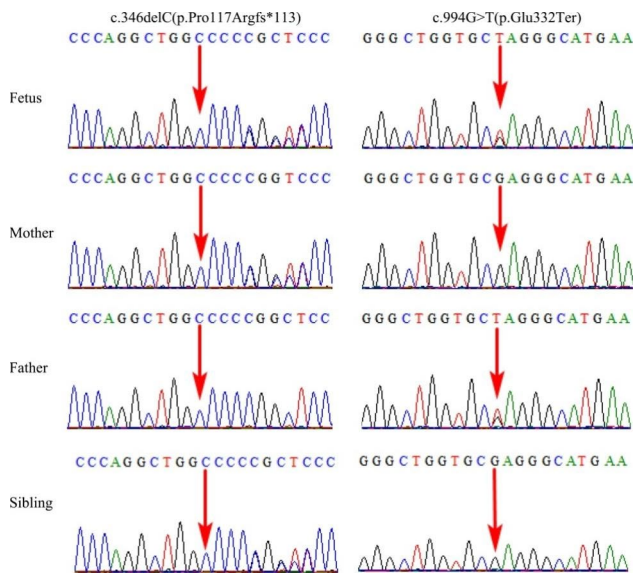 c.346delC(p.Pro117Argfs*113) c.994G>T(p.Glu332Ter)
CCCAGGCTGGCCCCCGCTCCC GGGCTGGTGCTAGGGCATGAA
Fetus
CCCAGGCTGGCCCCCGGTCCC GGGCTGGTGCGAGGGCATGAA
Mother
CCCAGGCTGGCCCCCGGCTCC GGGCTGGTGCTAGGGCATGAA
Father
CCCAGGCTGGCCCCCGCTCCC GGGCTGGTGCGAGGGCATGAA
Sibling